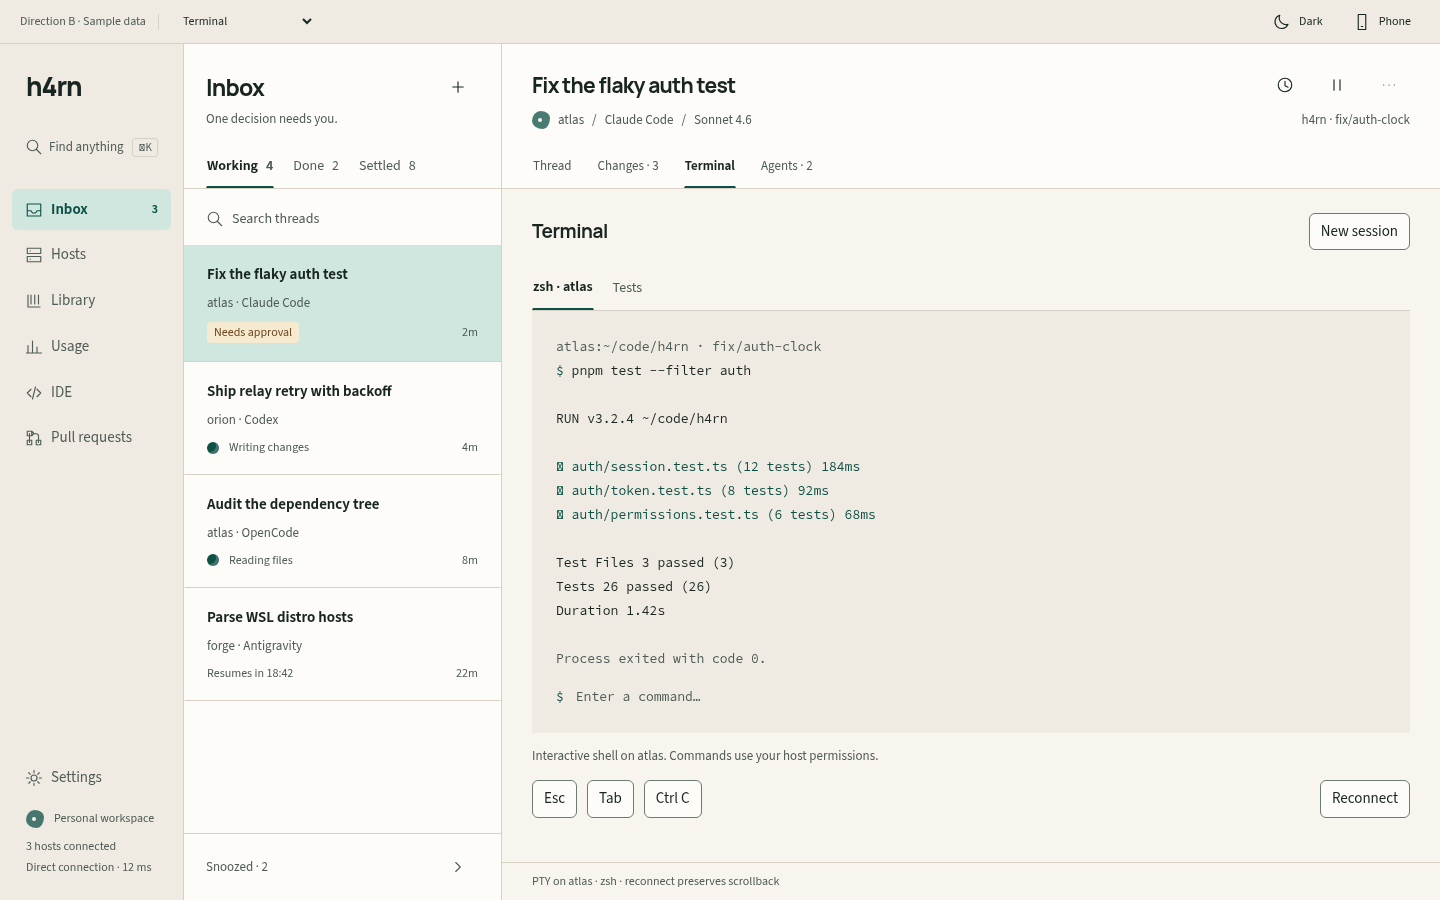 Direction B · Sample data
Terminal
Dark
Phone
h4rn
Find anything
K
Inbox 3
Hosts
Library
Usage
IDE
Pull requests
Settings
Personal workspace
3 hosts connected
Direct connection · 12 ms
Inbox
One decision needs you.
Working 4
Done 2
Settled 8
Search threads
Fix the flaky auth test
atlas · Claude Code
Needs approval 2m
Ship relay retry with backoff
orion · Codex
Writing changes 4m
Audit the dependency tree
atlas · OpenCode
Reading files 8m
Parse WSL distro hosts
forge · Antigravity
Resumes in 18:42 22m
Snoozed · 2
Fix the flaky auth test
atlas / Claude Code / Sonnet 4.6
h4rn · fix/auth-clock
Thread
Changes · 3
Terminal
Agents · 2
Terminal
New session
zsh · atlas
Tests
atlas:~/code/h4rn · fix/auth-clock
$ pnpm test --filter auth
RUN v3.2.4 ~/code/h4rn
auth/session.test.ts (12 tests) 184ms
auth/token.test.ts (8 tests) 92ms
auth/permissions.test.ts (6 tests) 68ms
Test Files 3 passed (3)
Tests 26 passed (26)
Duration 1.42s
Process exited with code 0.
$ Enter a command…
Interactive shell on atlas. Commands use your host permissions.
Esc
Tab
Ctrl C
Reconnect
PTY on atlas · zsh · reconnect preserves scrollback